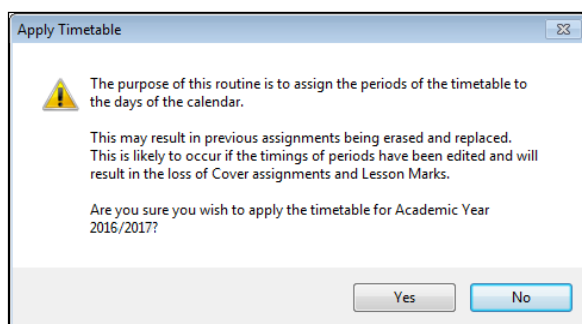 Apply Timetable
The purpose of this routine is to assign the periods of the timetable to
the days of the calendar.
This may result in previous assignments being erased and replaced.
This is likely to occur if the timings of periods have been edited and will
result in the loss of Cover assignments and Lesson Marks.
Are you sure you wish to apply the timetable for Academic Year
2016/2017?
Yes No